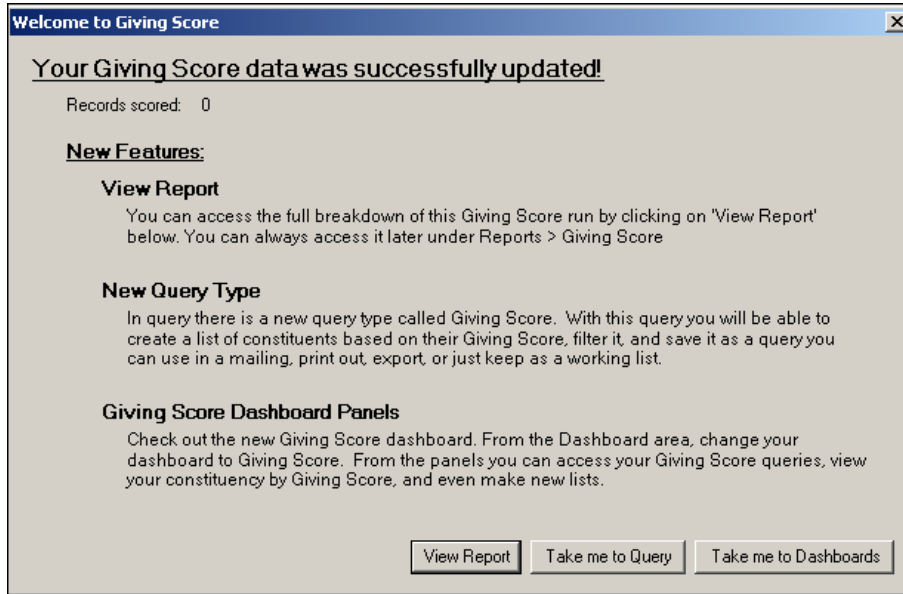 Welcome to Giving Score
Your Giving Score data was successfully updated!
Records scored: 0
New Features:
View Report
You can access the full breakdown of this Giving Score run by clicking on 'View Report'
below. You can always access it later under Reports > Giving Score
New Query Type
In query there is a new query type called Giving Score. With this query you will be able to
create a list of constituents based on their Giving Score, filter it, and save it as a query you
can use in a mailing, print out, export, or just keep as a working list.
Giving Score Dashboard Panels
Check out the new Giving Score dashboard. From the Dashboard area, change your
dashboard to Giving Score. From the panels you can access your Giving Score queries, view
your constituency by Giving Score, and even make new lists.
View Report Take me to Query Take me to Dashboards